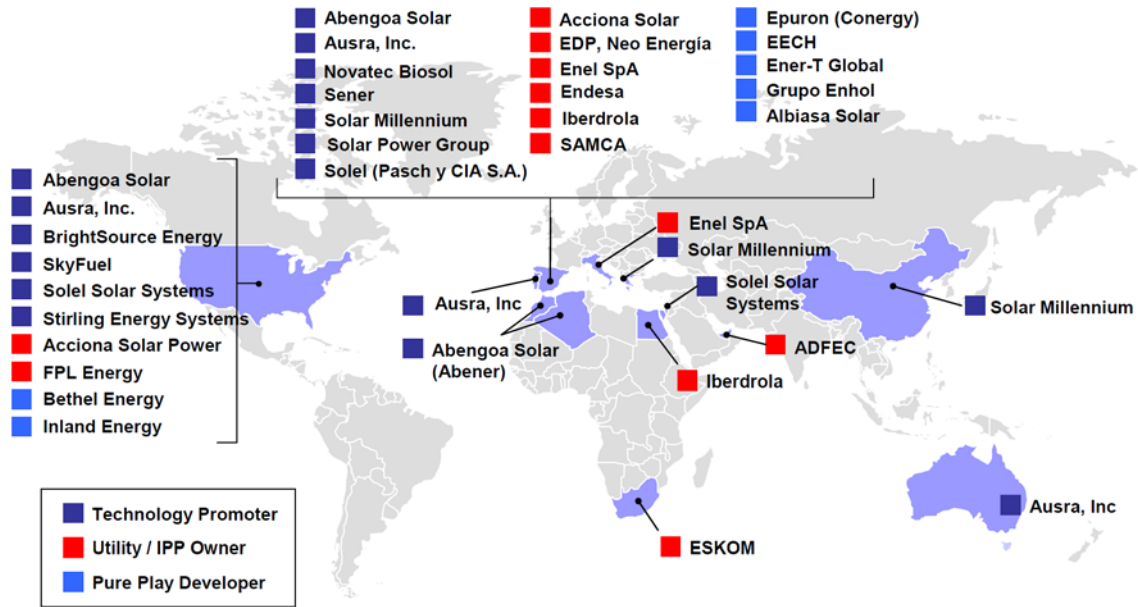 Abengoa Solar
Ausra, Inc.
Novatec Biosol
Sener
Solar Millennium
Solar Power Group
Solel (Pasch y CIA S.A.)
Acciona Solar
EDP, Neo Energía
Enel SpA
Endesa
Iberdrola
SAMCA
Epuron (Conergy)
EECH
Ener-T Global
Grupo Enhol
Albiasa Solar
Abengoa Solar
Ausra, Inc.
BrightSource Energy
SkyFuel
Solel Solar Systems
Stirling Energy Systems
Acciona Solar Power
FPL Energy
Bethel Energy
Inland Energy
Enel SpA
Solar Millennium
Solel Solar
Systems
Ausra, Inc
Abengoa Solar
(Abener)
Solar Millennium
ADFEC
Iberdrola
ESKOM
Ausra, Inc
Technology Promoter
Utility / IPP Owner
Pure Play Developer